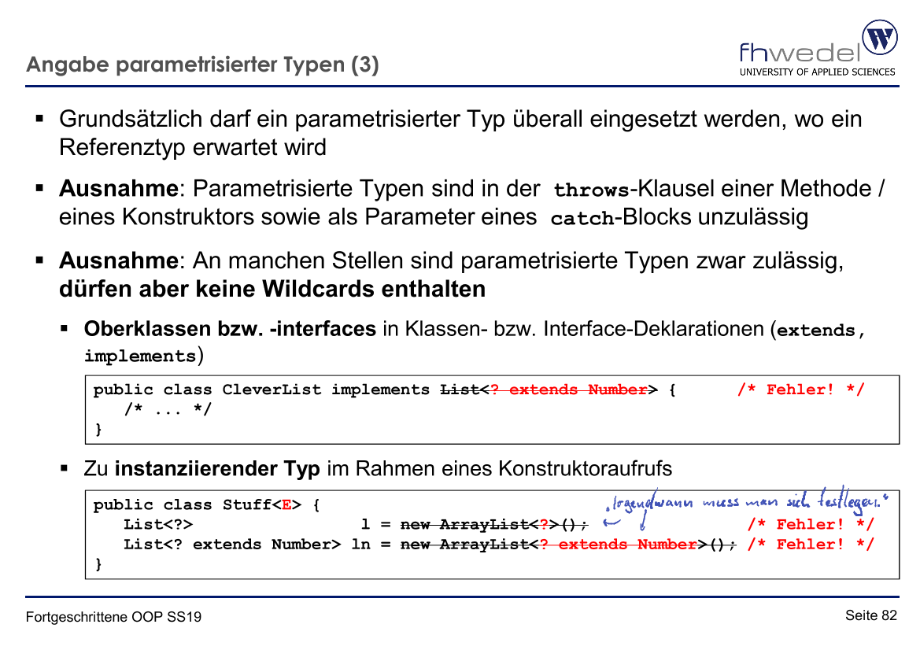 Angabe parametrisierter Typen (3)
fhwedel
UNIVERSITY OF APPLIED SCIENCES
▪ Grundsätzlich darf ein parametrisierter Typ überall eingesetzt werden, wo ein
Referenztyp erwartet wird
▪ Ausnahme: Parametrisierte Typen sind in der throws-Klausel einer Methode /
eines Konstruktors sowie als Parameter eines catch-Blocks unzulässig
▪ Ausnahme: An manchen Stellen sind parametrisierte Typen zwar zulässig,
dürfen aber keine Wildcards enthalten
▪ Oberklassen bzw. -interfaces in Klassen- bzw. Interface-Deklarationen (extends,
implements)
public class CleverList implements List<? extends Number> { /* Fehler! */
/* ... */
}
▪ Zu instanziierender Typ im Rahmen eines Konstruktoraufrufs
„Irgendwann muss man sich festlegen."
public class Stuff<E> {
List<?> l = new ArrayList<?>(); /* Fehler! */
List<? extends Number> ln = new ArrayList<? extends Number>(); /* Fehler! */
}
Fortgeschrittene OOP SS19
Seite 82